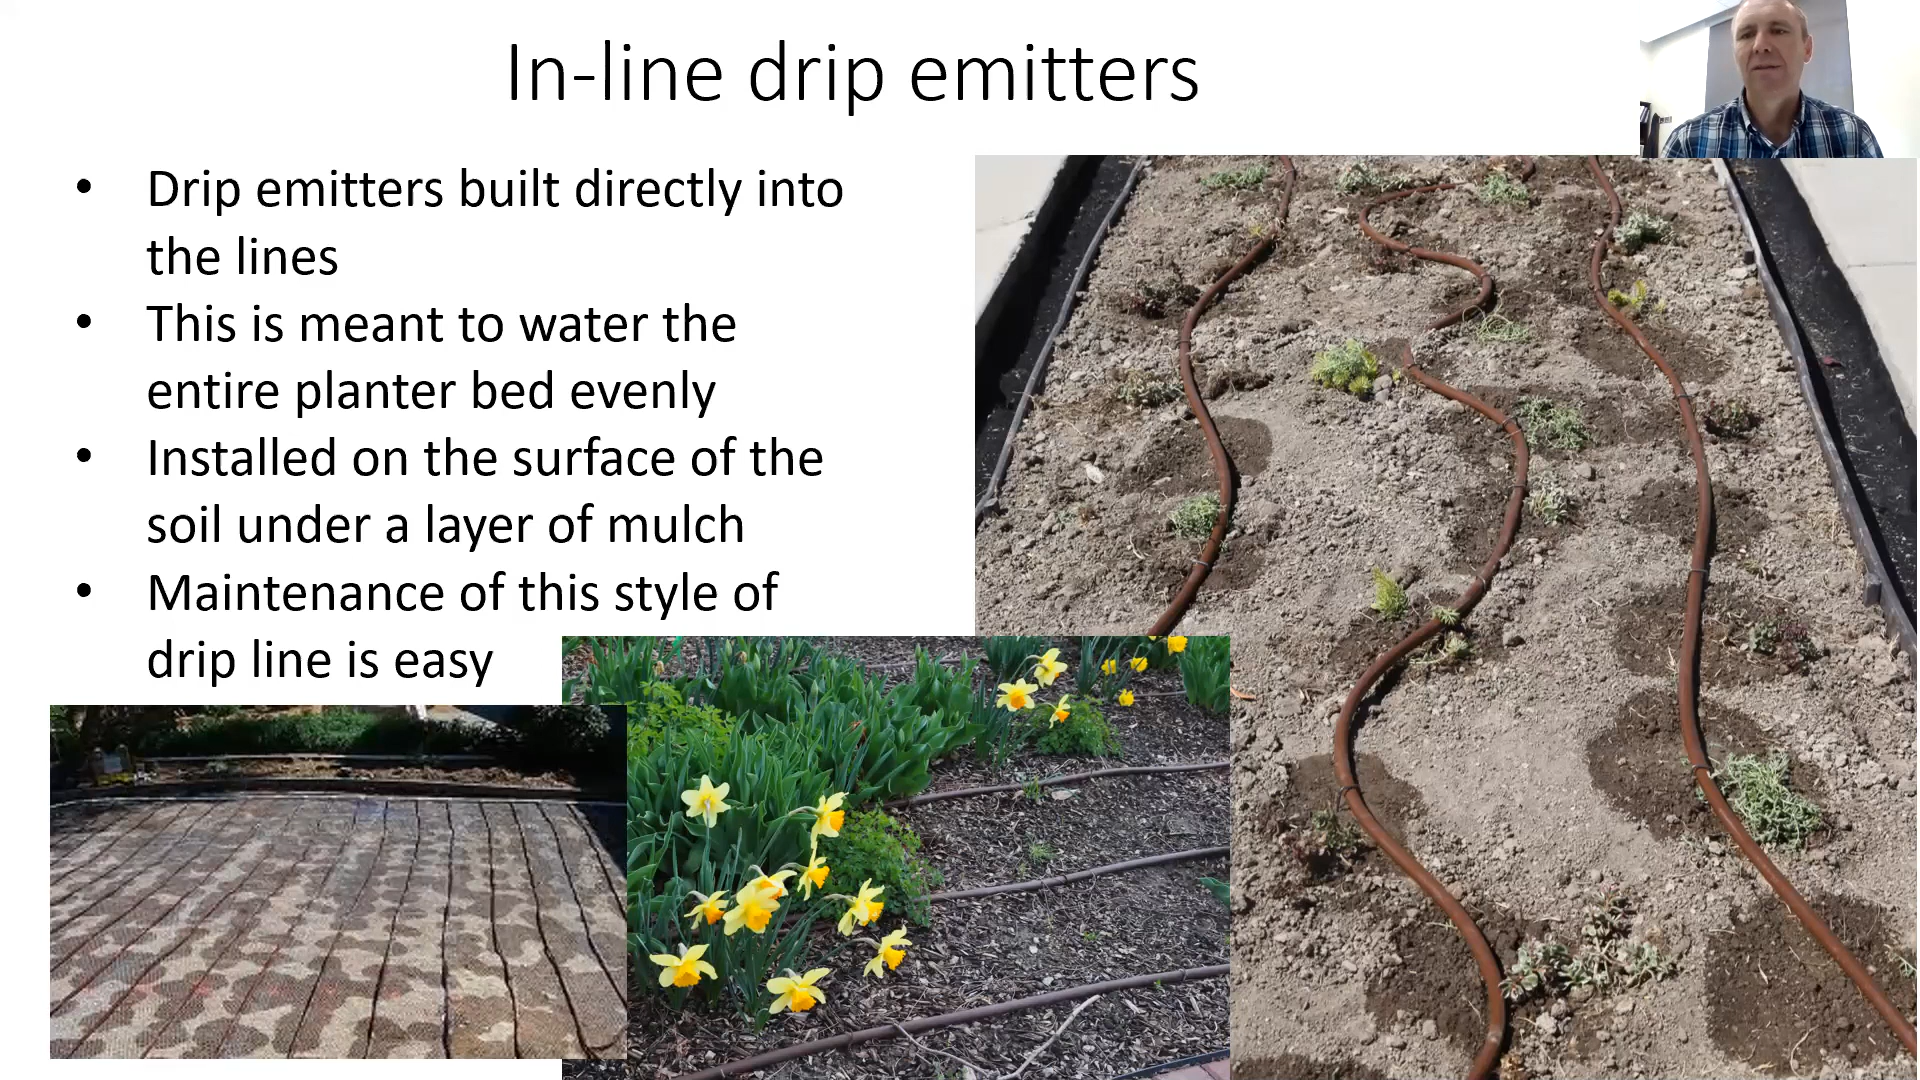 In-line drip emitters
• Drip emitters built directly into
the lines
• This is meant to water the
entire planter bed evenly
• Installed on the surface of the
soil under a layer of mulch
• Maintenance of this style of
drip line is easy